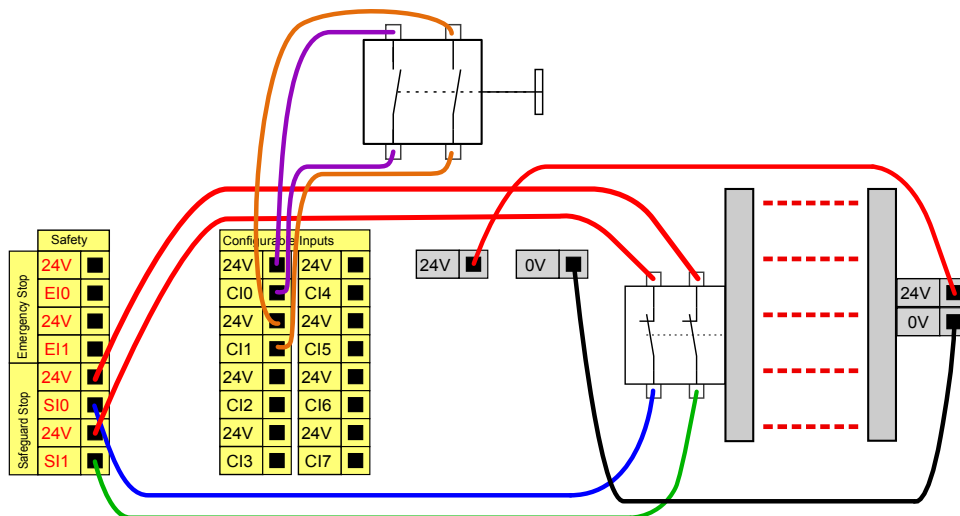 Safety
Emergency Stop
24V
EI0
24V
EI1
Safeguard Stop
24V
SI0
24V
SI1
Configurable Inputs
24V 24V
CI0 CI4
24V 24V
CI1 CI5
24V 24V
CI2 CI6
24V 24V
CI3 CI7
24V
0V
24V
0V